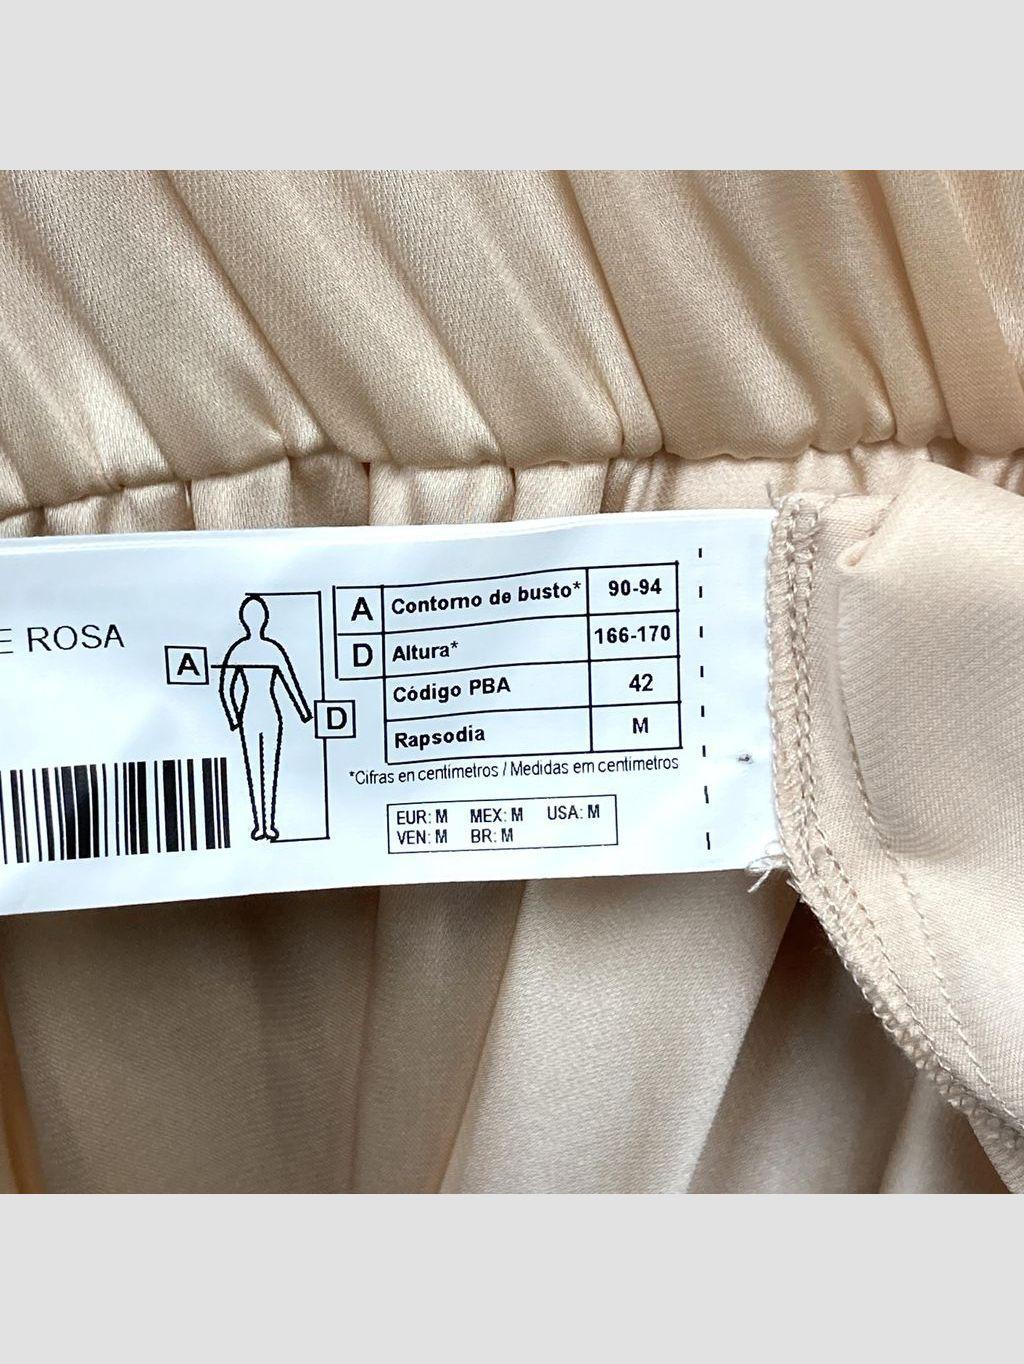 E ROSA
A
D
A Contorno de busto* 90-94
D Altura* 166-170
Código PBA 42
Rapsodia M
*Cifras en centímetros / Medidas em centímetros
EUR: M MEX: M USA: M
VEN: M BR: M